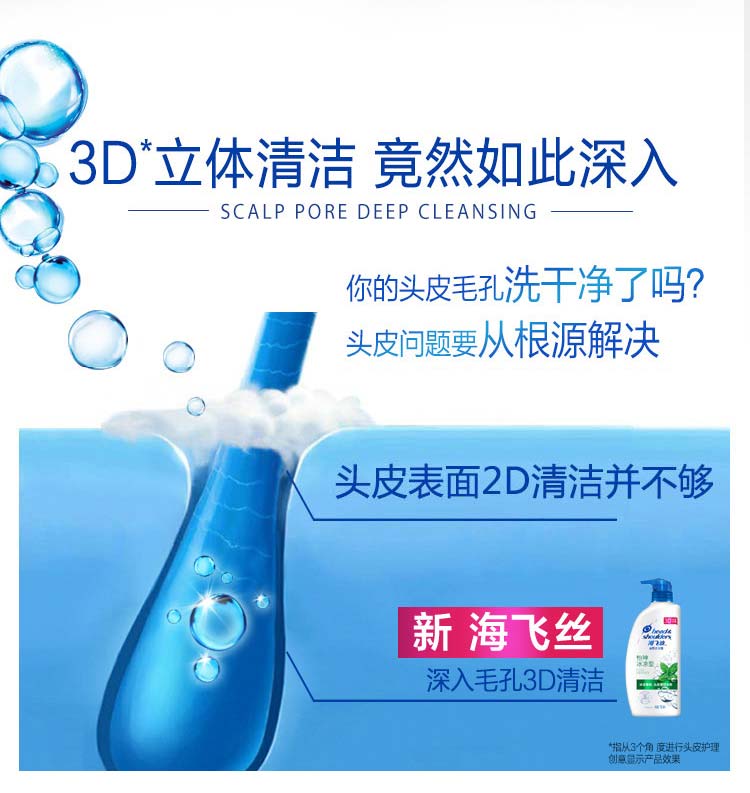 3D*立体清洁 竟然如此深入
SCALP PORE DEEP CLEANSING
你的头皮毛孔洗干净了吗?
头皮问题要从根源解决
头皮表面2D清洁并不够
新 海飞丝
深入毛孔3D清洁
head&
shoulders
海飞丝
怡神
冰凉型
*指从3个角 度进行头皮护理
创意显示产品效果